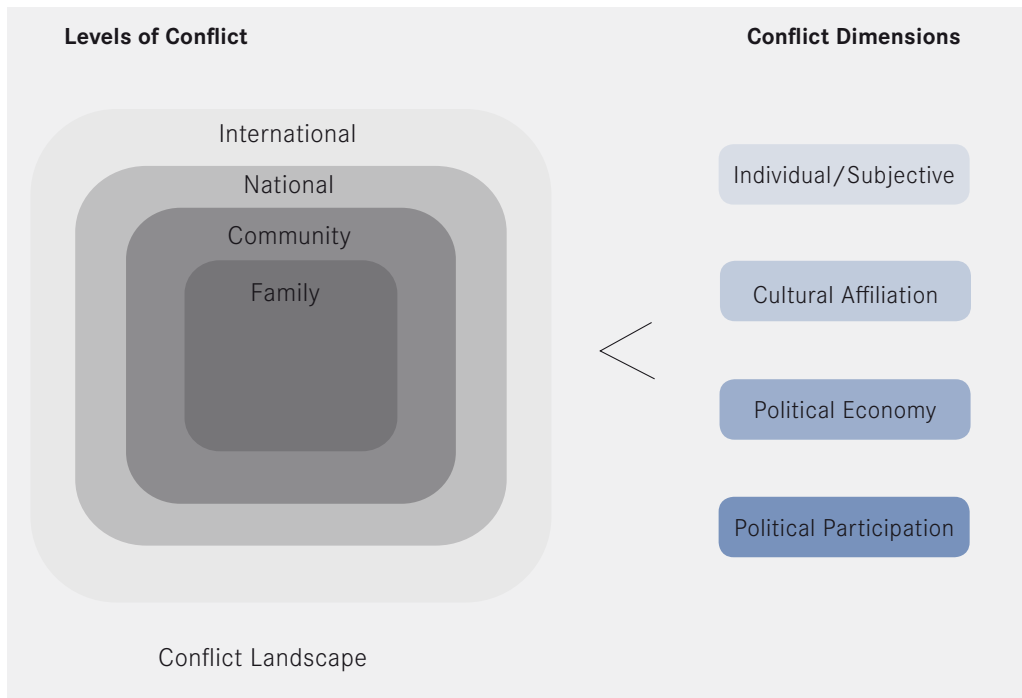 Levels of Conflict
Conflict Dimensions
International
National
Community
Family
Individual/Subjective
Cultural Affiliation
Political Economy
Political Participation
Conflict Landscape